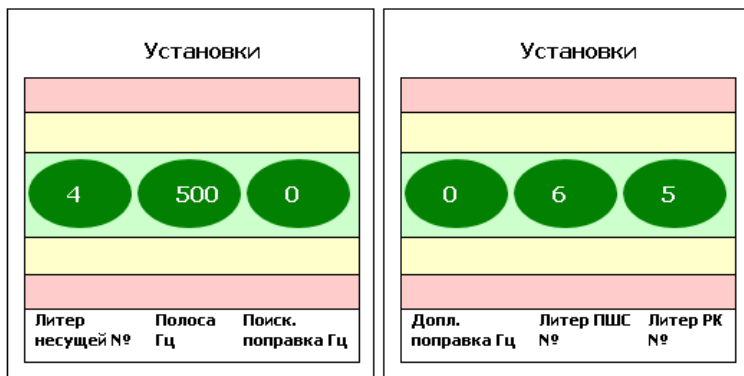 Установки
4 500 0
Литер Полоса Поиск.
несущей № Гц поправка Гц
Установки
0 6 5
Допл. Литер ПШС Литер РК
поправка Гц № №